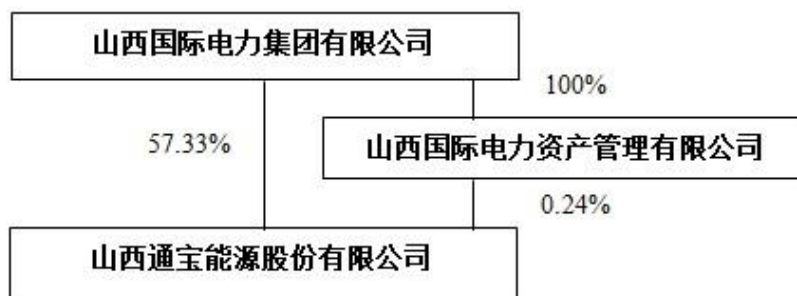 山西国际电力集团有限公司
100%
57.33%
山西国际电力资产管理有限公司
0.24%
山西通宝能源股份有限公司